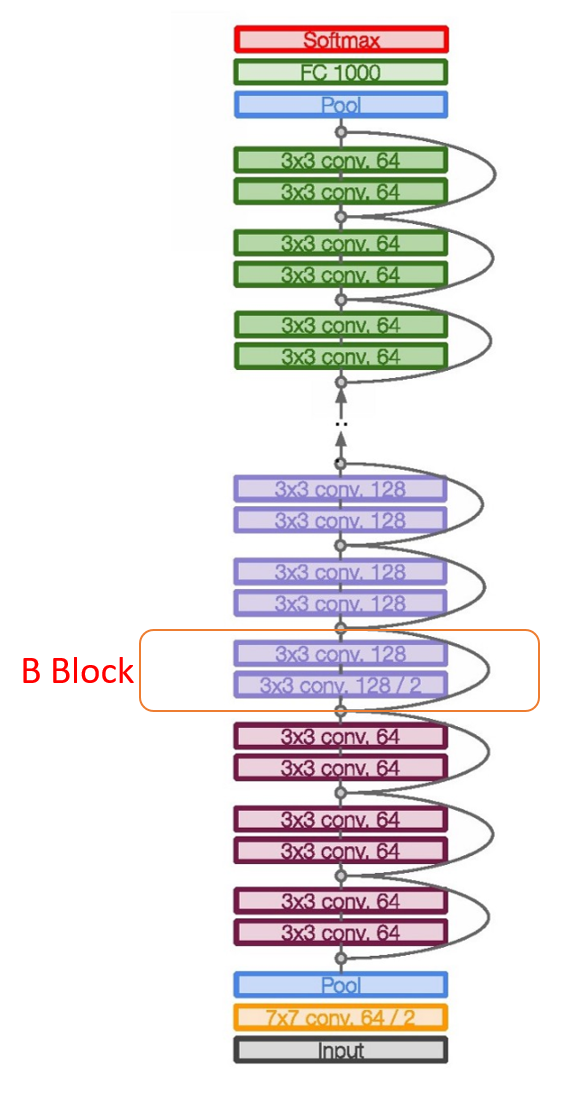 Softmax
FC 1000
Pool
3x3 conv, 64
3x3 conv, 64
3x3 conv, 64
3x3 conv, 64
3x3 conv, 64
3x3 conv, 64
..
3x3 conv, 128
3x3 conv, 128
3x3 conv, 128
3x3 conv, 128
B Block
3x3 conv, 128
3x3 conv, 128 / 2
3x3 conv, 64
3x3 conv, 64
3x3 conv, 64
3x3 conv, 64
3x3 conv, 64
3x3 conv, 64
Pool
7x7 conv, 64 / 2
Input